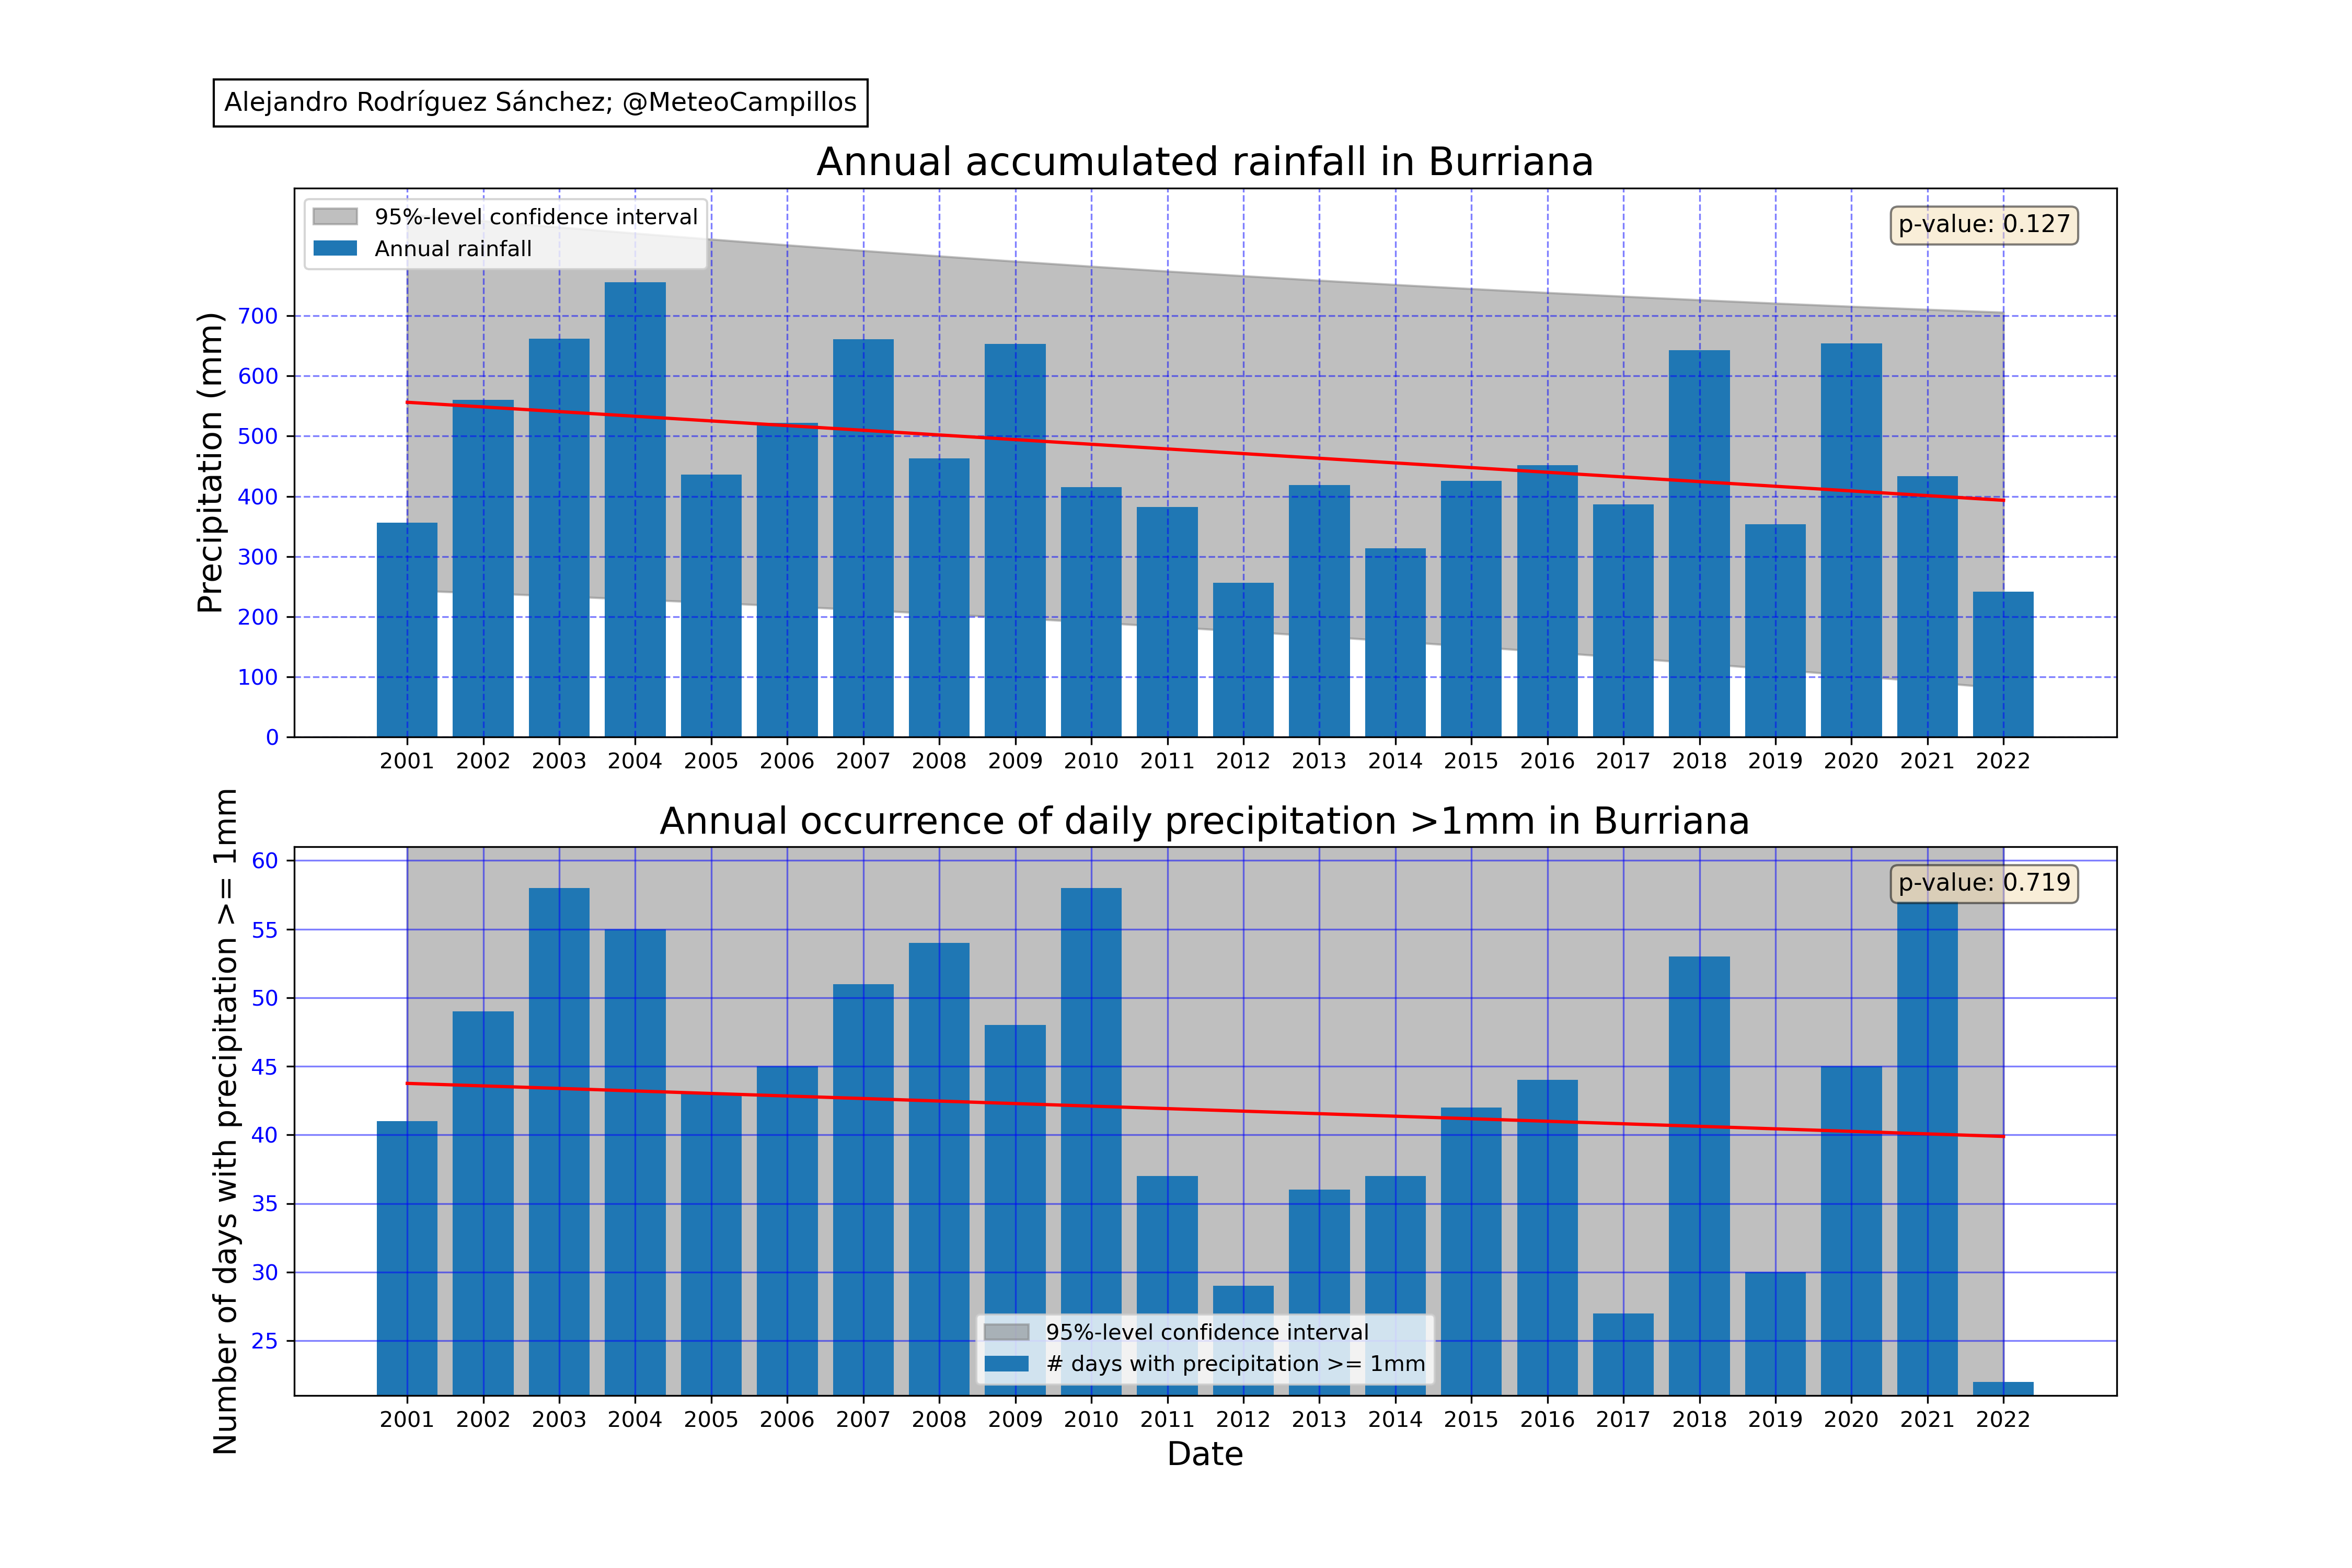 Alejandro Rodríguez Sánchez; @MeteoCampillos
Annual accumulated rainfall in Burriana
95%-level confidence interval
Annual rainfall
p-value: 0.127
Precipitation (mm)
700
600
500
400
300
200
100
0
2001 2002 2003 2004 2005 2006 2007 2008 2009 2010 2011 2012 2013 2014 2015 2016 2017 2018 2019 2020 2021 2022
Annual occurrence of daily precipitation >1mm in Burriana
p-value: 0.719
Number of days with precipitation >= 1mm
60
55
50
45
40
35
30
25
95%-level confidence interval
# days with precipitation >= 1mm
2001 2002 2003 2004 2005 2006 2007 2008 2009 2010 2011 2012 2013 2014 2015 2016 2017 2018 2019 2020 2021 2022
Date